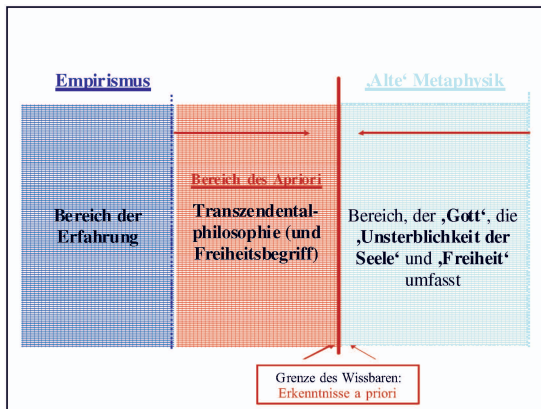 Empirismus
‚Alte‘ Metaphysik
Bereich der
Erfahrung
Bereich des Apriori
Transzendental-
philosophie (und
Freiheitsbegriff)
Bereich, der ‚Gott‘, die
‚Unsterblichkeit der
Seele‘ und ‚Freiheit‘
umfasst
Grenze des Wissbaren:
Erkenntnisse a priori